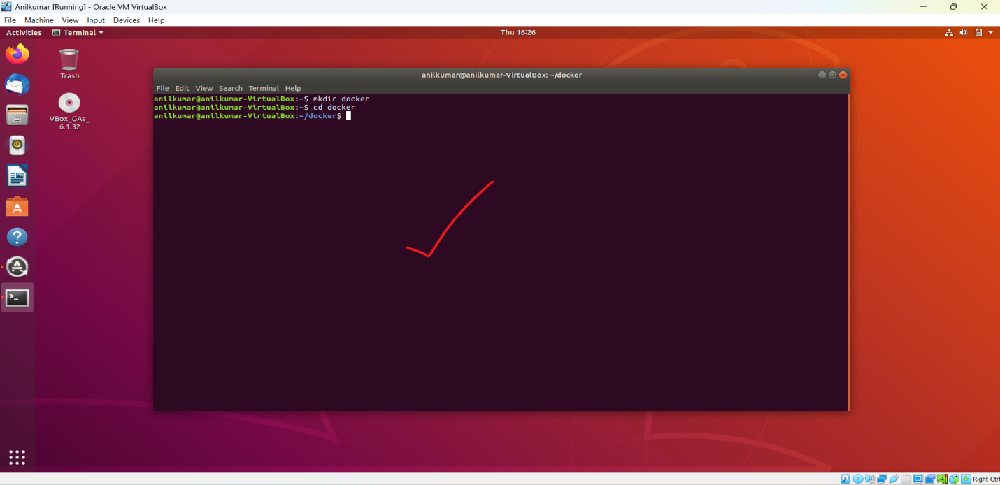 Anilkumar [Running] - Oracle VM VirtualBox
File Machine View Input Devices Help
Activities Terminal Thu 16:26
Trash
VBox_GAs_
6.1.32
anilkumar@anilkumar-VirtualBox: ~/docker
File Edit View Search Terminal Help
anilkumar@anilkumar-VirtualBox:~$ mkdir docker
anilkumar@anilkumar-VirtualBox:~$ cd docker
anilkumar@anilkumar-VirtualBox:~/docker$
Right Ctrl